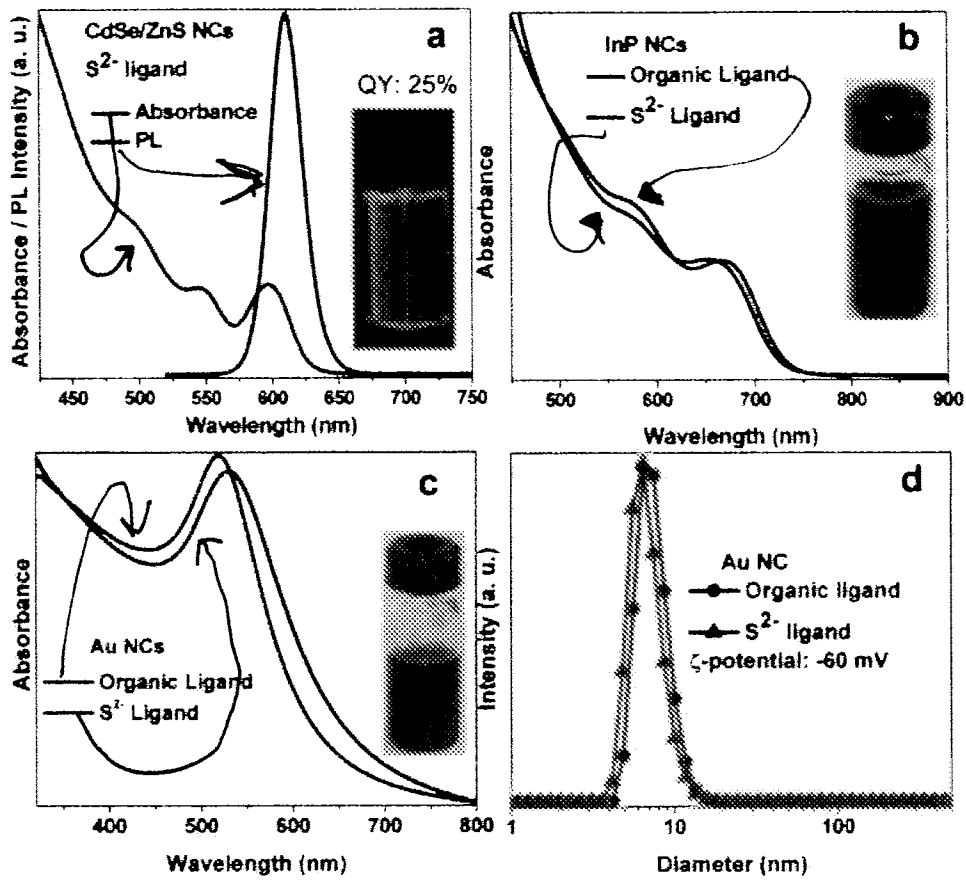 a
CdSe/ZnS NCs
S2- ligand
Absorbance
PL
QY: 25%
Absorbance / PL Intensity (a. u.)
450 500 550 600 650 700 750
Wavelength (nm)
b
InP NCs
Organic Ligand
S2- Ligand
Absorbance
500 600 700 800 900
Wavelength (nm)
c
Au NCs
Organic Ligand
S2- Ligand
Absorbance
400 500 600 700 800
Wavelength (nm)
d
Au NC
Organic ligand
S2- ligand
ζ-potential: -60 mV
Intensity (a. u.)
1 10 100
Diameter (nm)